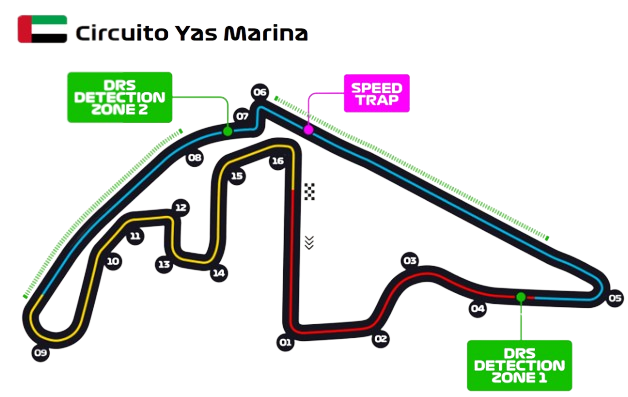 Circuito Yas Marina
DRS
DETECTION
ZONE 2
06
SPEED
TRAP
07
08
16
15
12
11
10
13
14
03
04
05
09
01
02
DRS
DETECTION
ZONE 1